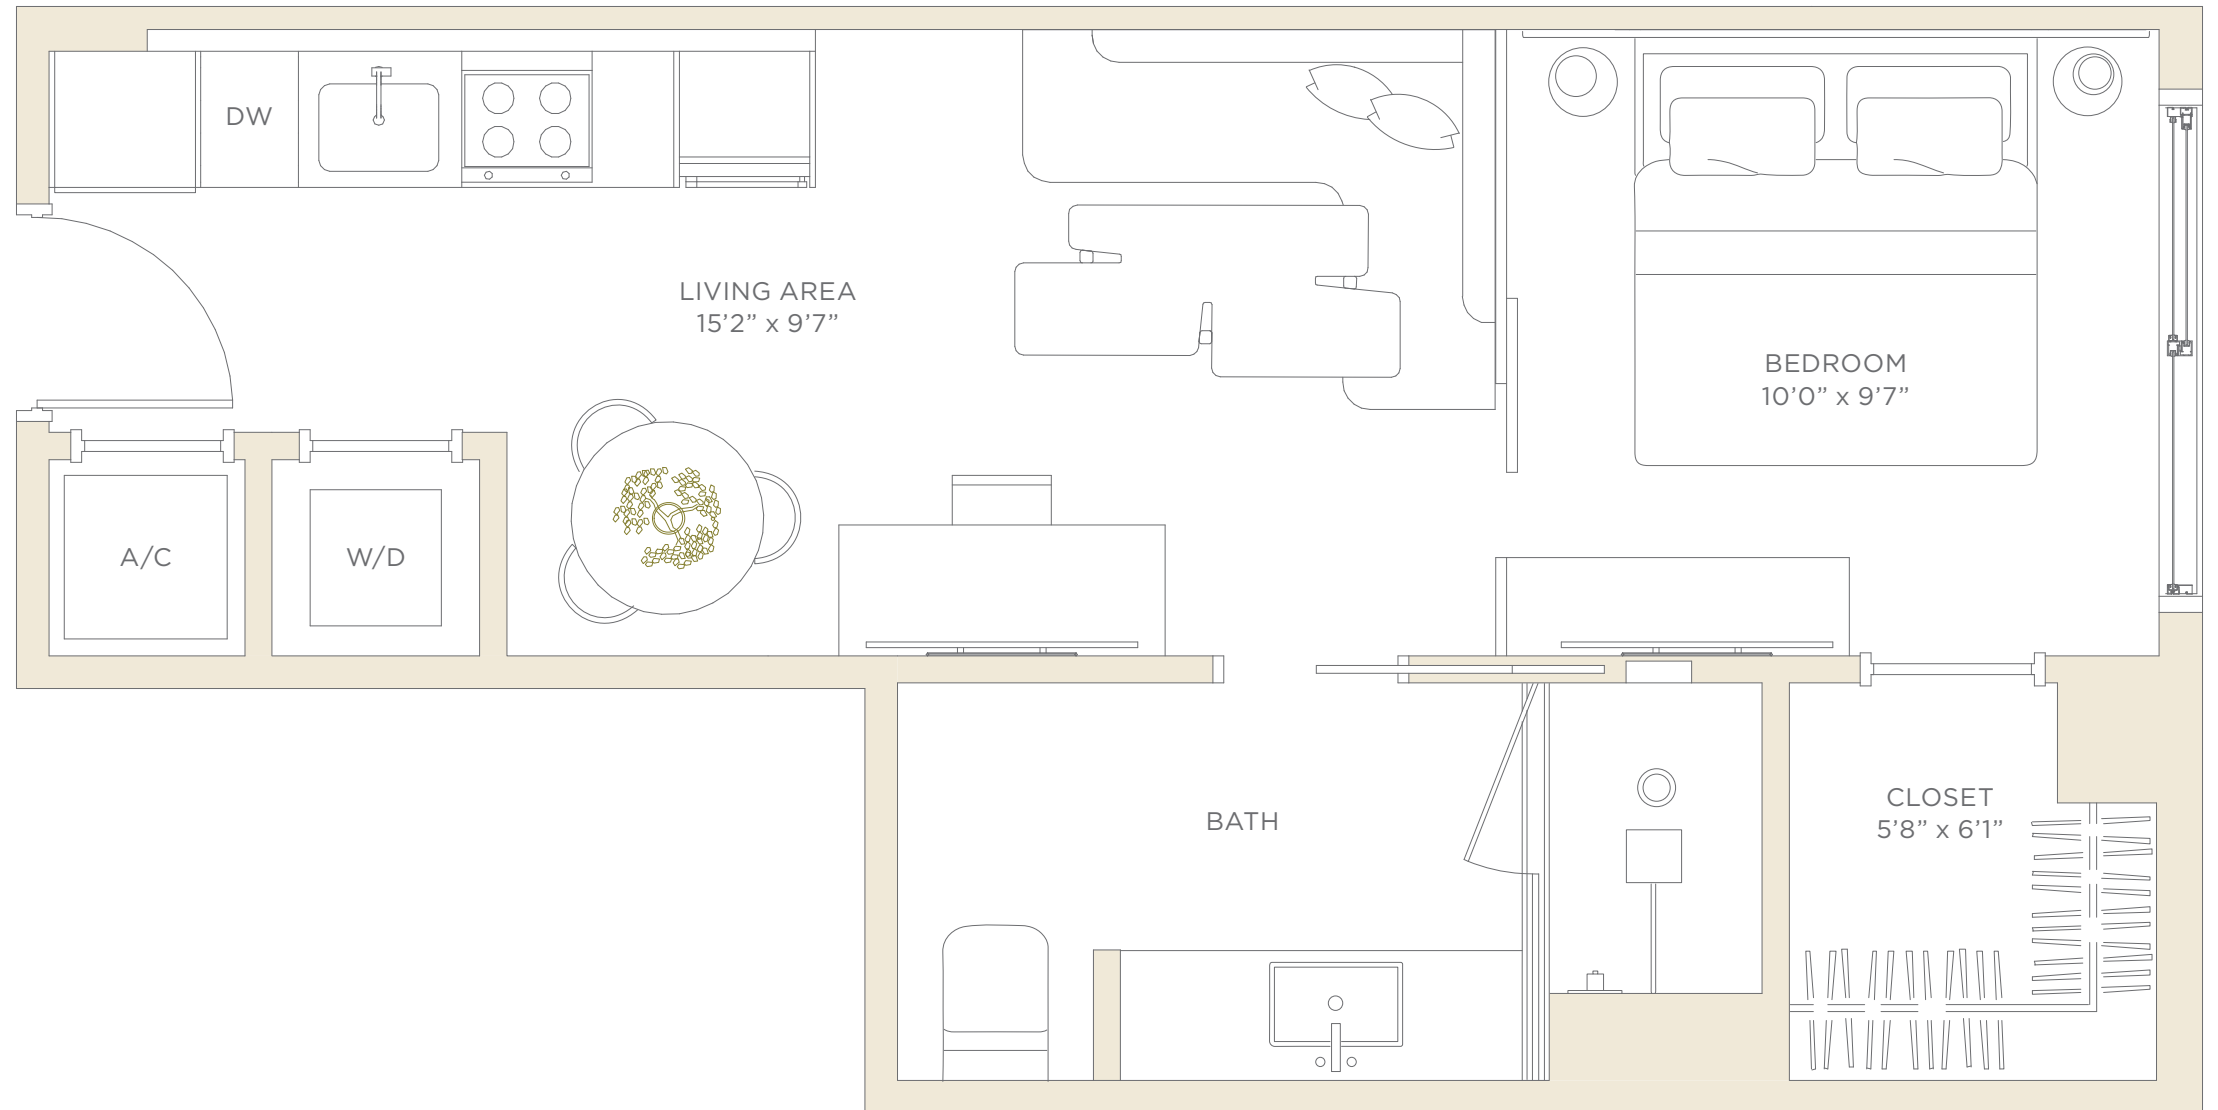 DW
LIVING AREA
15’2” x 9’7”
BEDROOM
10’0” x 9’7”
A/C
W/D
BATH
CLOSET
5’8” x 6’1”